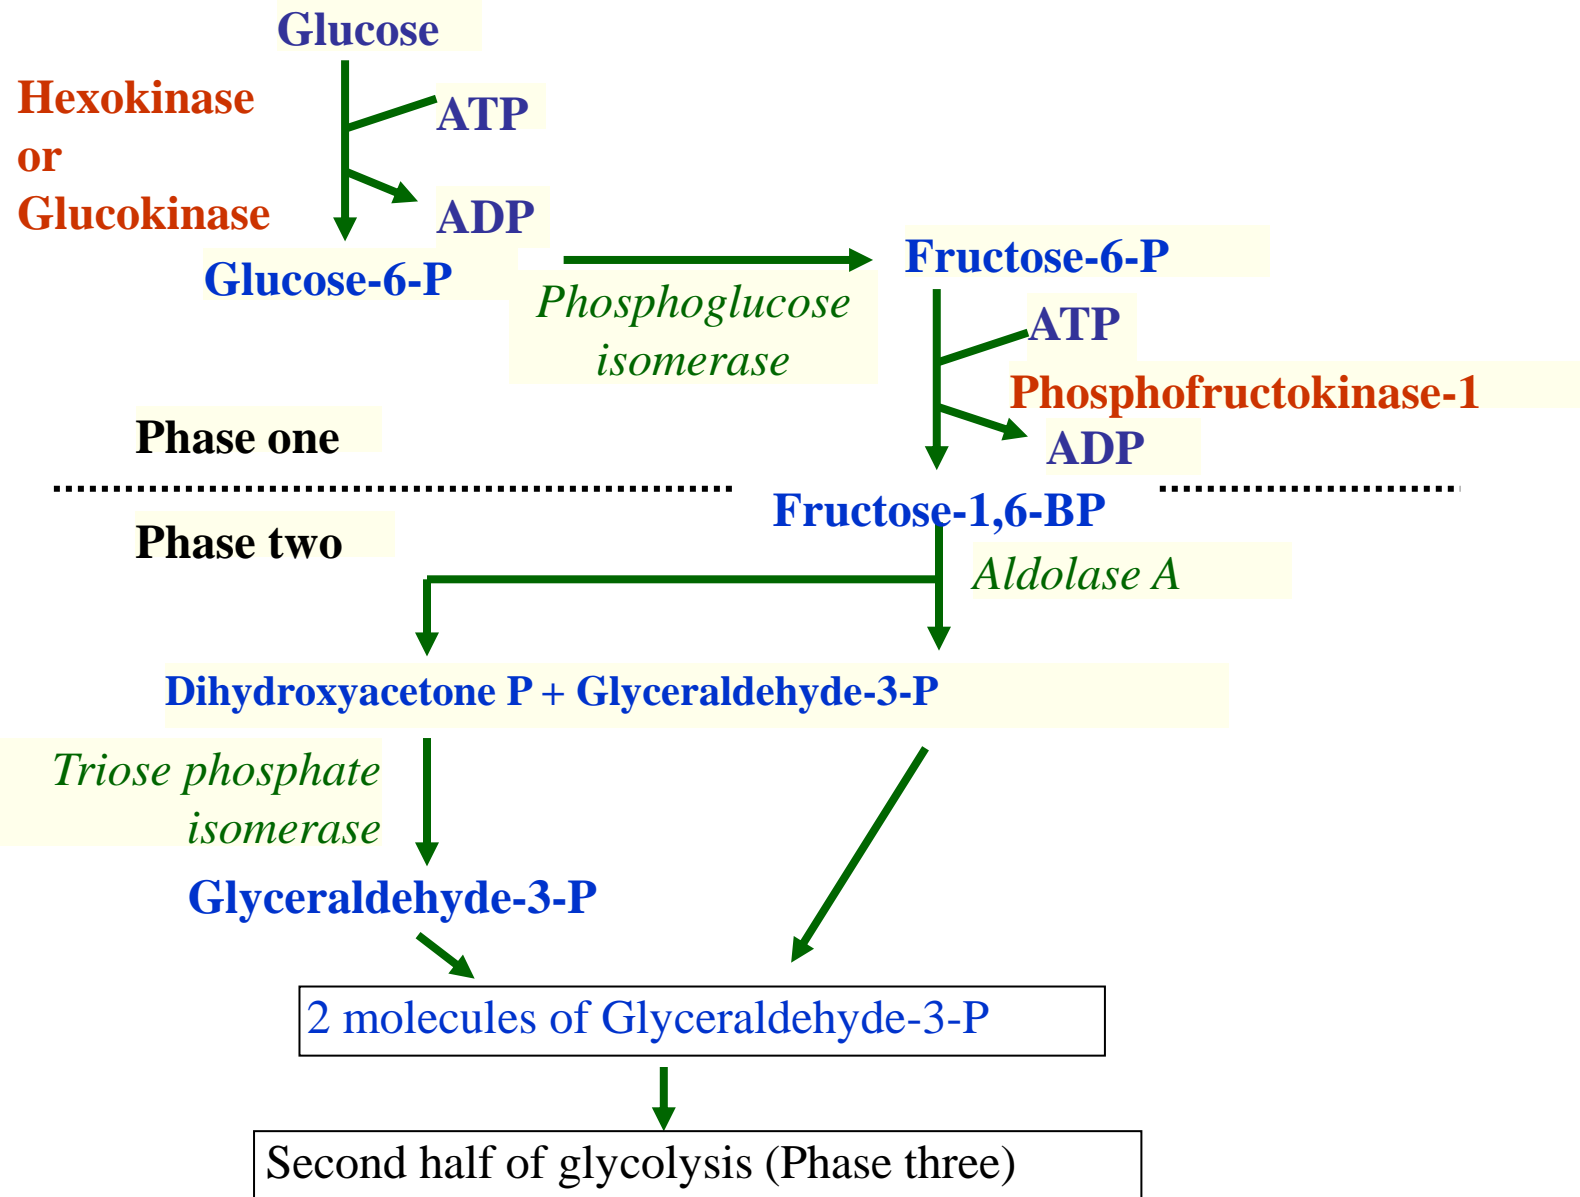 Glucose
Hexokinase
or
Glucokinase
ATP
ADP
Glucose-6-P
Phosphoglucose
isomerase
Fructose-6-P
ATP
Phosphofructokinase-1
ADP
Phase one
Fructose-1,6-BP
Phase two
Aldolase A
Dihydroxyacetone P + Glyceraldehyde-3-P
Triose phosphate
isomerase
Glyceraldehyde-3-P
2 molecules of Glyceraldehyde-3-P
Second half of glycolysis (Phase three)